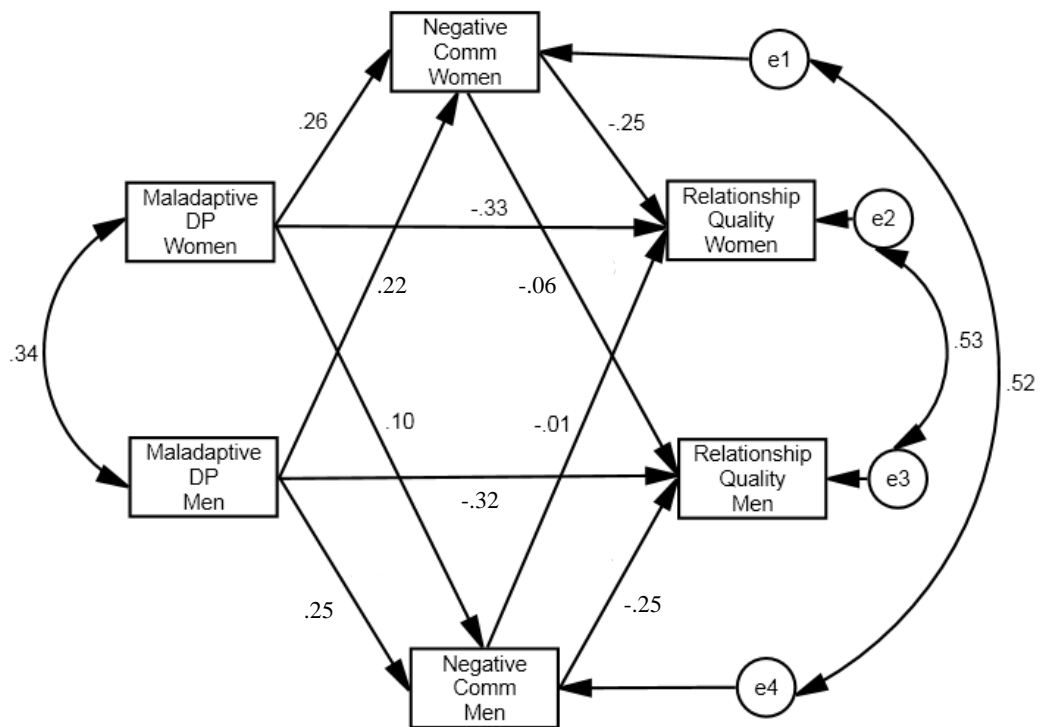 Negative
Comm
Women
e1
.26
-.25
Maladaptive
DP
Women
-.33
Relationship
Quality
Women
e2
.22
-.06
.34
.53
.52
.10
-.01
Maladaptive
DP
Men
-.32
Relationship
Quality
Men
e3
.25
-.25
Negative
Comm
Men
e4